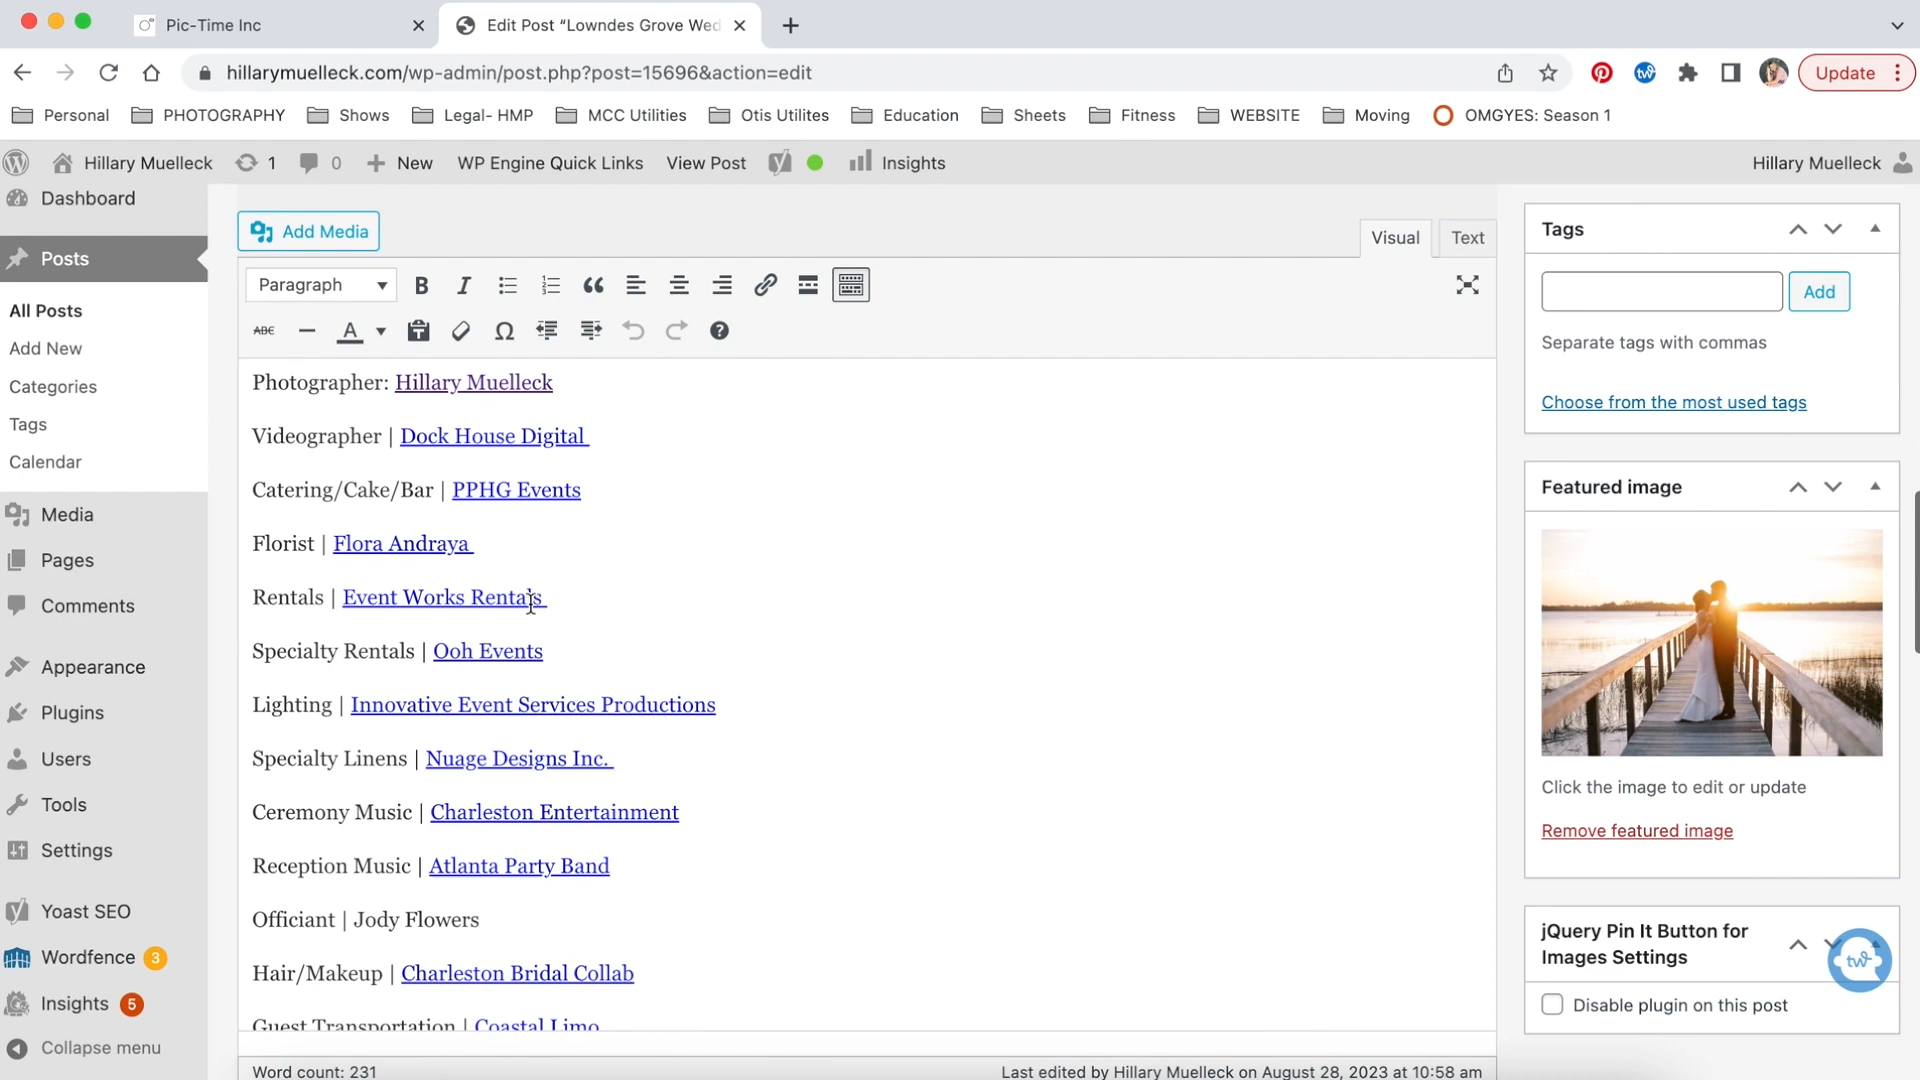 Pic-Time Inc
Edit Post “Lowndes Grove Wed
hillarymuelleck.com/wp-admin/post.php?post=15696&action=edit
Update
Personal PHOTOGRAPHY Shows Legal- HMP MCC Utilities Otis Utilites Education Sheets Fitness WEBSITE Moving OMGYES: Season 1
Hillary Muelleck 1 0 New WP Engine Quick Links View Post Insights Hillary Muelleck
Dashboard
Posts
All Posts
Add New
Categories
Tags
Calendar
Media
Pages
Comments
Appearance
Plugins
Users
Tools
Settings
Yoast SEO
Wordfence 3
Insights 5
Collapse menu
Add Media
Visual Text
Paragraph B I
ABC A
Photographer: Hillary Muelleck
Videographer | Dock House Digital
Catering/Cake/Bar | PPHG Events
Florist | Flora Andraya
Rentals | Event Works Rentals
Specialty Rentals | Ooh Events
Lighting | Innovative Event Services Productions
Specialty Linens | Nuage Designs Inc.
Ceremony Music | Charleston Entertainment
Reception Music | Atlanta Party Band
Officiant | Jody Flowers
Hair/Makeup | Charleston Bridal Collab
Guest Transportation | Coastal Limo
Word count: 231
Last edited by Hillary Muelleck on August 28, 2023 at 10:58 am
Tags
Add
Separate tags with commas
Choose from the most used tags
Featured image
Click the image to edit or update
Remove featured image
jQuery Pin It Button for
Images Settings
tw
Disable plugin on this post